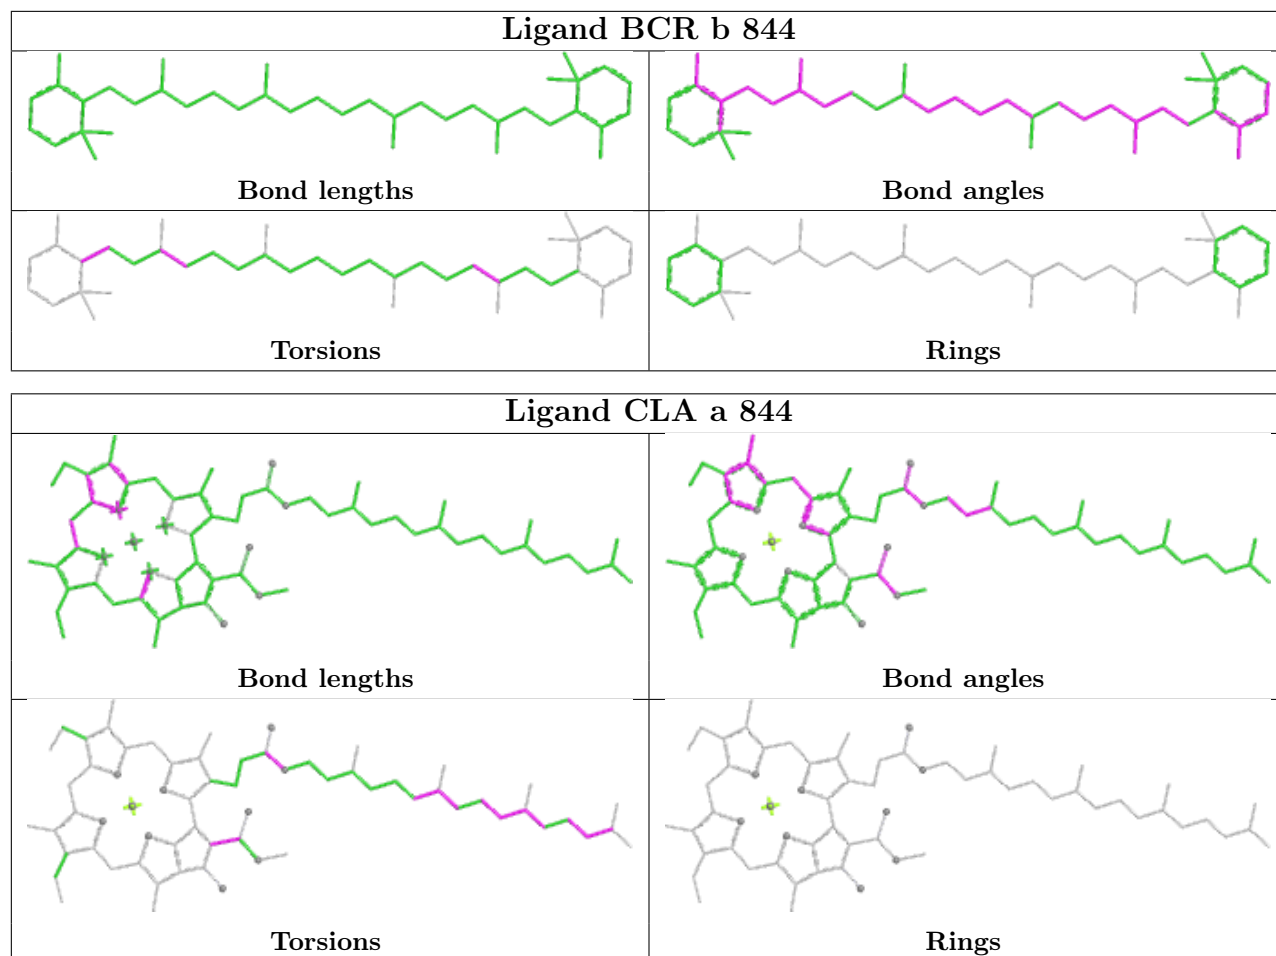 Ligand BCR b 844
Bond lengths
Bond angles
Torsions
Rings
Ligand CLA a 844
Bond lengths
Bond angles
Torsions
Rings